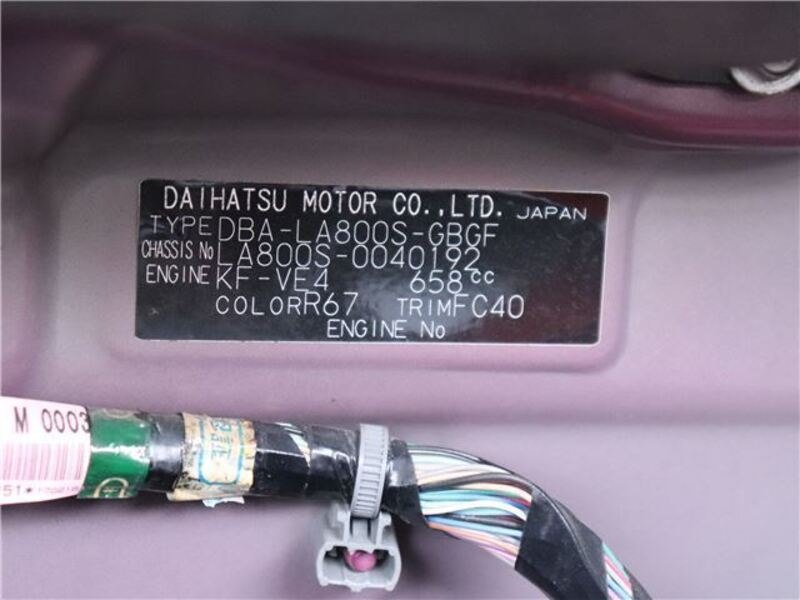 DAIHATSU MOTOR CO.,LTD. JAPAN
TYPE DBA-LA800S-GBGF
CHASSIS No LA800S-0040192
ENGINE KF-VE4 658cc
COLOR R67 TRIM FC40
ENGINE No
M 0003
51*